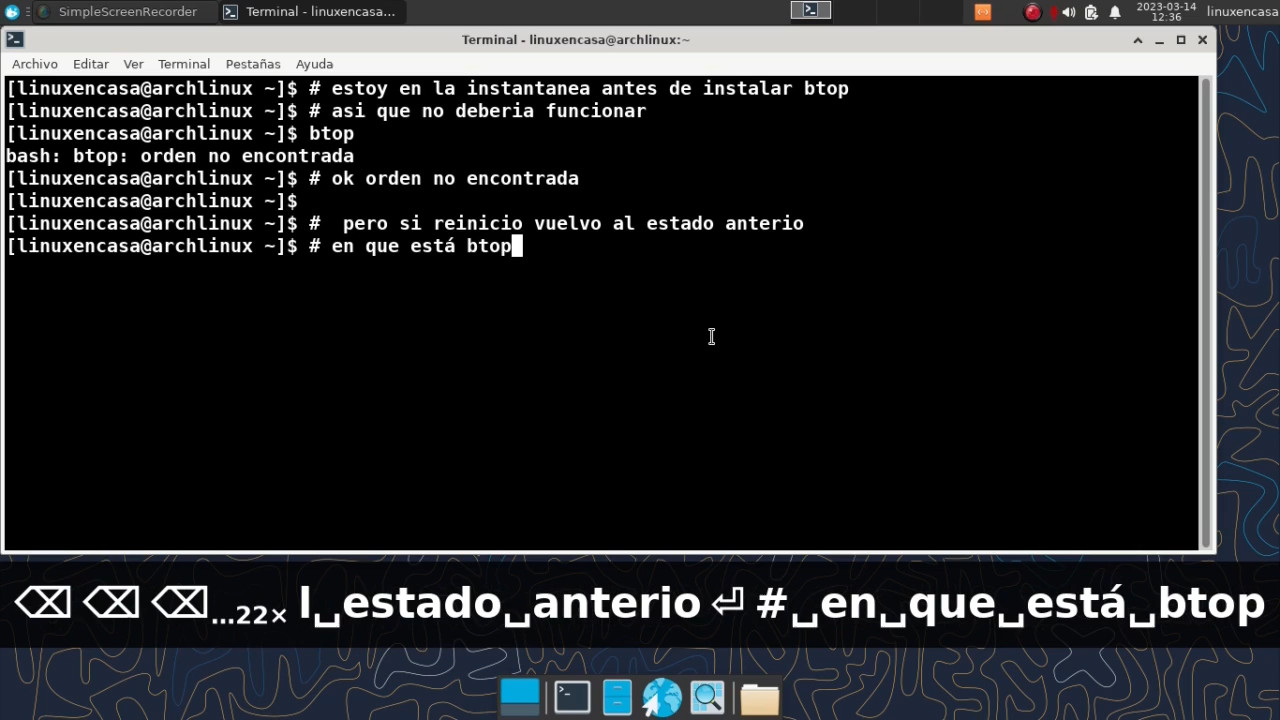 SimpleScreenRecorder
Terminal - linuxencasa...
2023-03-14
12:36
linuxencasa
Terminal - linuxencasa@archlinux:~
Archivo Editar Ver Terminal Pestañas Ayuda
[linuxencasa@archlinux ~]$ # estoy en la instantanea antes de instalar btop
[linuxencasa@archlinux ~]$ # asi que no deberia funcionar
[linuxencasa@archlinux ~]$ btop
bash: btop: orden no encontrada
[linuxencasa@archlinux ~]$ # ok orden no encontrada
[linuxencasa@archlinux ~]$
[linuxencasa@archlinux ~]$ #  pero si reinicio vuelvo al estado anterio
[linuxencasa@archlinux ~]$ # en que está btop
⌫ ⌫ ⌫...22× l␣estado␣anterio⏎#␣en␣que␣está␣btop